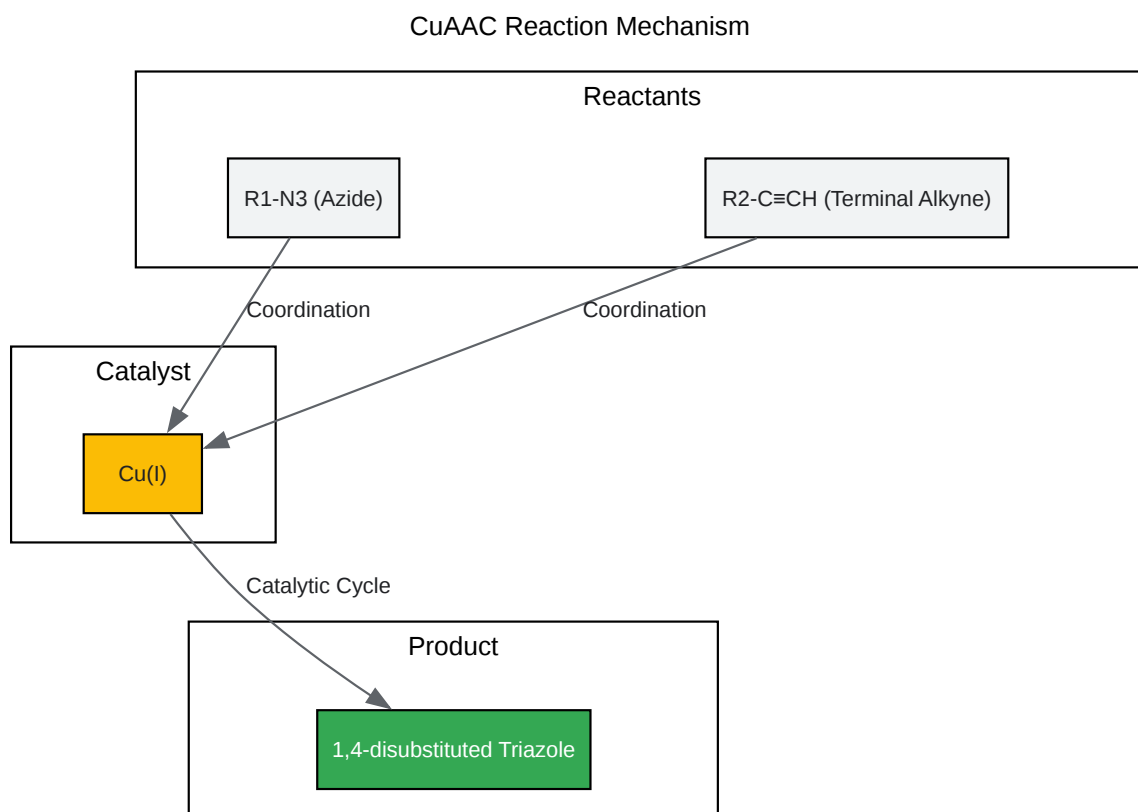 CuAAC Reaction Mechanism
Reactants
R1-N3 (Azide)
R2-C≡CH (Terminal Alkyne)
Coordination
Coordination
Catalyst
Cu(I)
Catalytic Cycle
Product
1,4-disubstituted Triazole